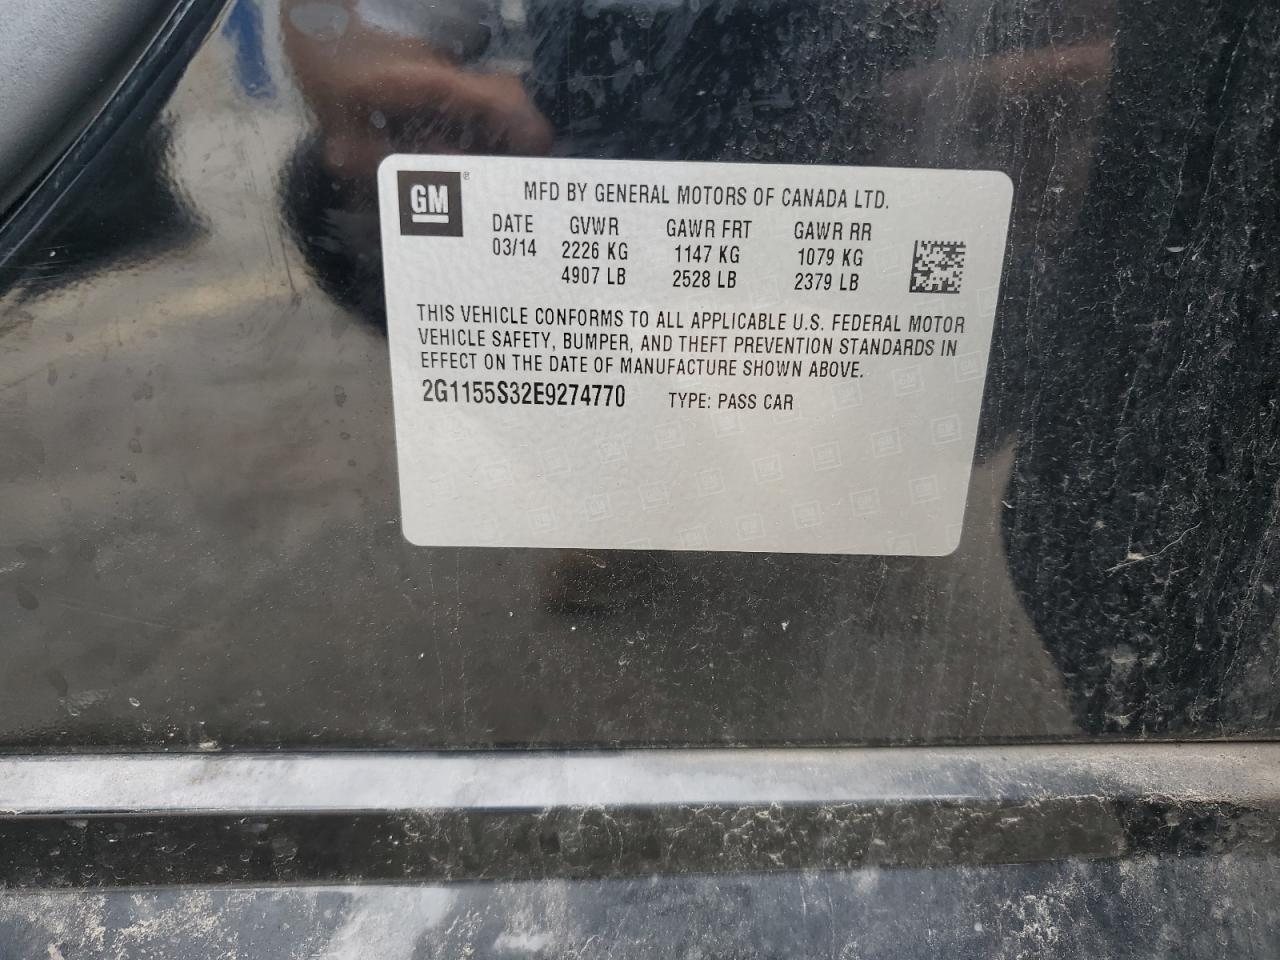 GM®
MFD BY GENERAL MOTORS OF CANADA LTD.
DATE GVWR GAWR FRT GAWR RR
03/14 2226 KG 1147 KG 1079 KG
4907 LB 2528 LB 2379 LB
THIS VEHICLE CONFORMS TO ALL APPLICABLE U.S. FEDERAL MOTOR
VEHICLE SAFETY, BUMPER, AND THEFT PREVENTION STANDARDS IN
EFFECT ON THE DATE OF MANUFACTURE SHOWN ABOVE.
2G1155S32E9274770 TYPE: PASS CAR